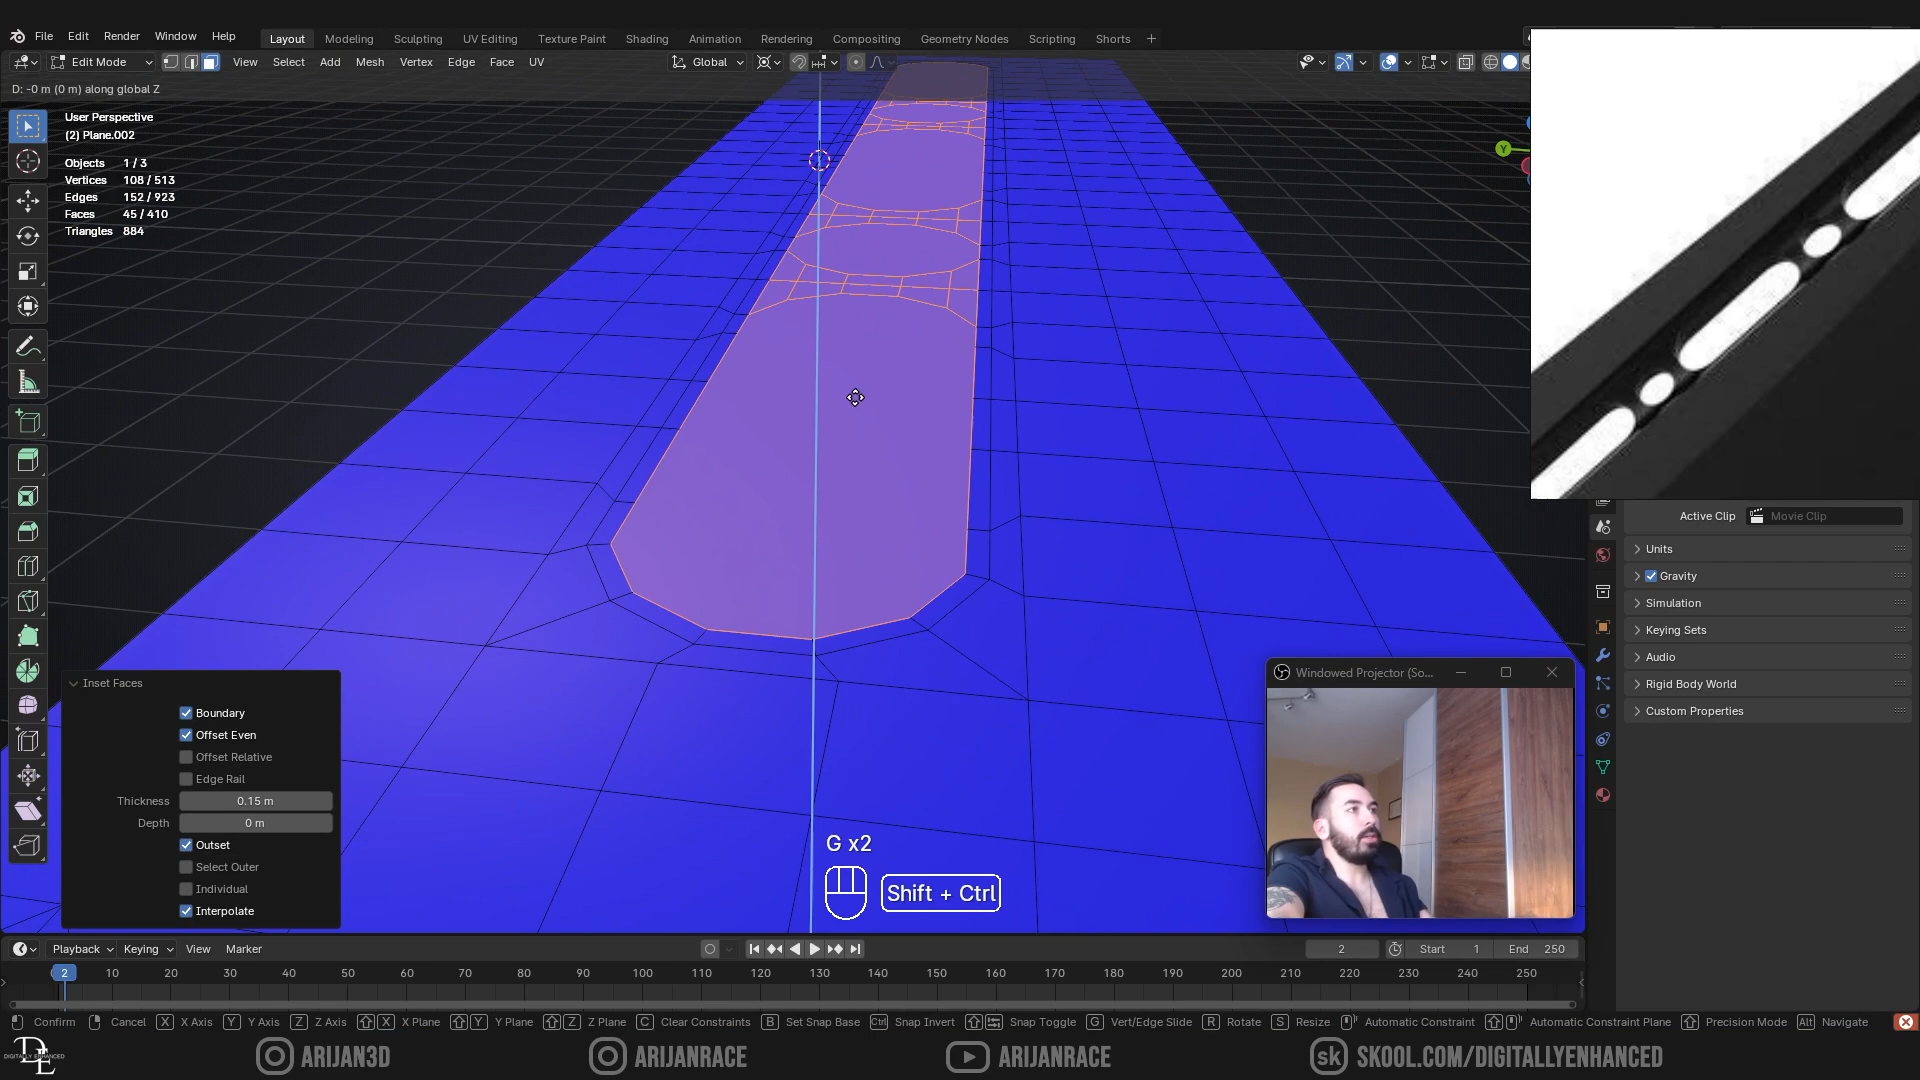 File Edit Render Window Help
Layout Modeling Sculpting UV Editing Texture Paint Shading Animation Rendering Compositing Geometry Nodes Scripting Shorts +
Edit Mode View Select Add Mesh Vertex Edge Face UV Global
D: -0 m (0 m) along global Z
User Perspective
(2) Plane.002
Objects 1 / 3
Vertices 108 / 513
Edges 152 / 923
Faces 45 / 410
Triangles 884
Y
Active Clip Movie Clip
Units
Gravity
Simulation
Keying Sets
Audio
Rigid Body World
Custom Properties
Windowed Projector (So...
Inset Faces
Boundary
Offset Even
Offset Relative
Edge Rail
Thickness 0.15 m
Depth 0 m
Outset
Select Outer
Individual
Interpolate
G x2
Shift + Ctrl
Playback Keying View Marker 2 Start 1 End 250
2 10 20 30 40 50 60 70 80 90 100 110 120 130 140 150 160 170 180 190 200 210 220 230 240 250
Confirm Cancel X X Axis Y Y Axis Z Z Axis X X Plane Y Y Plane Z Z Plane C Clear Constraints B Set Snap Base Ctrl Snap Invert Snap Toggle G Vert/Edge Slide R Rotate S Resize Automatic Constraint Automatic Constraint Plane Precision Mode Alt Navigate
DIGITALLY ENHANCED
ARIJAN3D ARIJANRACE ARIJANRACE sk SKOOL.COM/DIGITALLYENHANCED